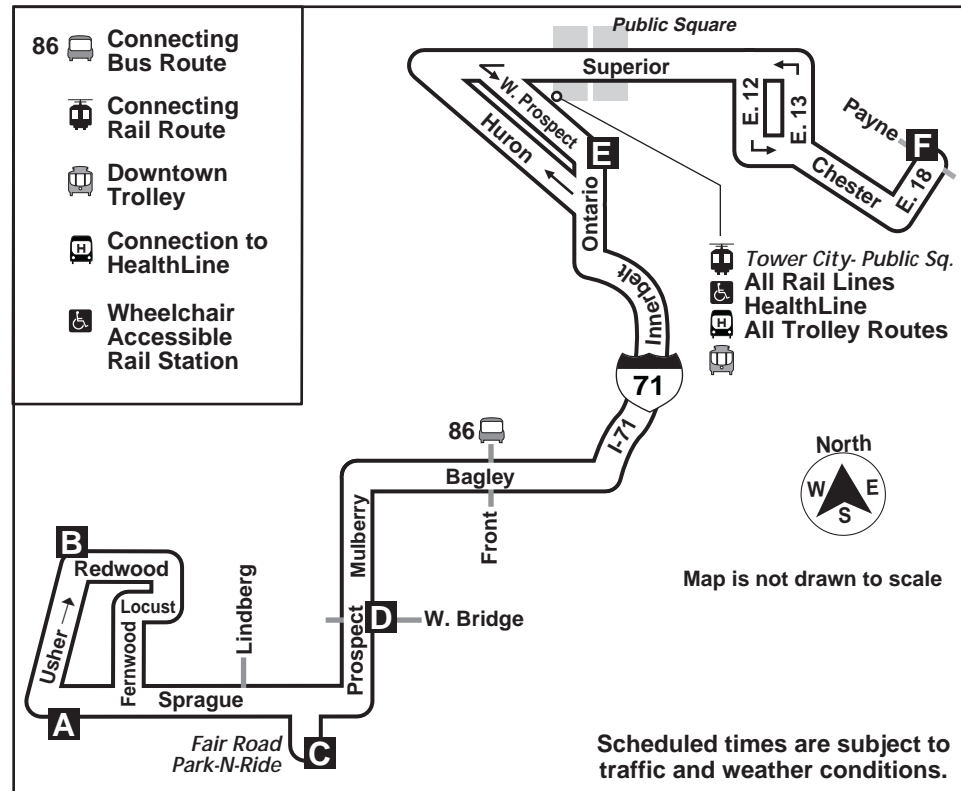 86
Connecting
Bus Route
Connecting
Rail Route
Downtown
Trolley
H
Connection to
HealthLine
Wheelchair
Accessible
Rail Station
Public Square
Superior
W. Prospect
Huron
E. 12
E. 13
Payne
F
E. 18
Chester
E
Ontario
Innerbelt
Tower City- Public Sq.
All Rail Lines
HealthLine
H
All Trolley Routes
71
I-71
86
Bagley
Front
Mulberry
North
W
E
S
Map is not drawn to scale
B
Redwood
Locust
Usher
Fernwood
Lindberg
D
W. Bridge
Prospect
Sprague
A
Fair Road
Park-N-Ride
C
Scheduled times are subject to
traffic and weather conditions.